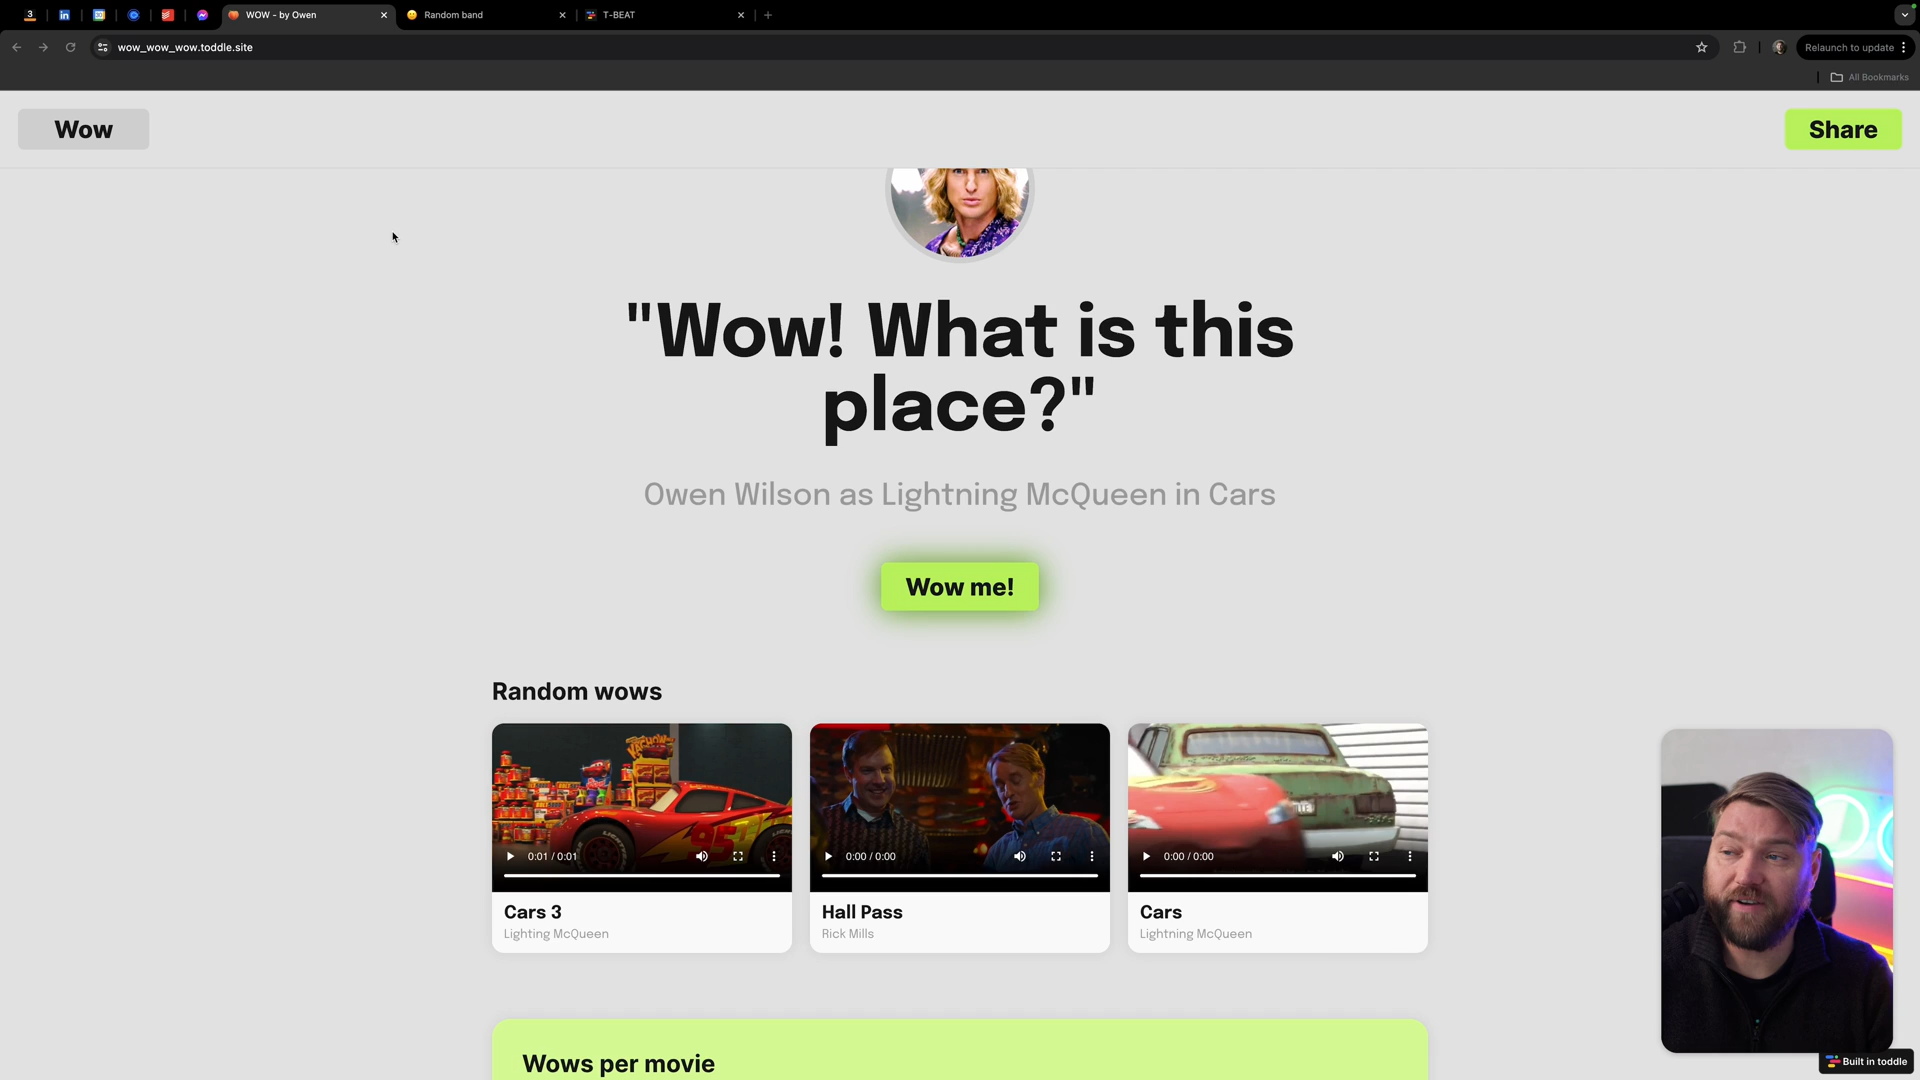 3
WOW - by Owen
Random band
T-BEAT
wow_wow_wow.toddle.site
Relaunch to update
All Bookmarks
Wow
Share
"Wow! What is this
place?"
Owen Wilson as Lightning McQueen in Cars
Wow me!
Random wows
KACHOW
95
0:01 / 0:01
0:00 / 0:00
0:00 / 0:00
Cars 3
Lighting McQueen
Hall Pass
Rick Mills
Cars
Lightning McQueen
Wows per movie
Built in toddle